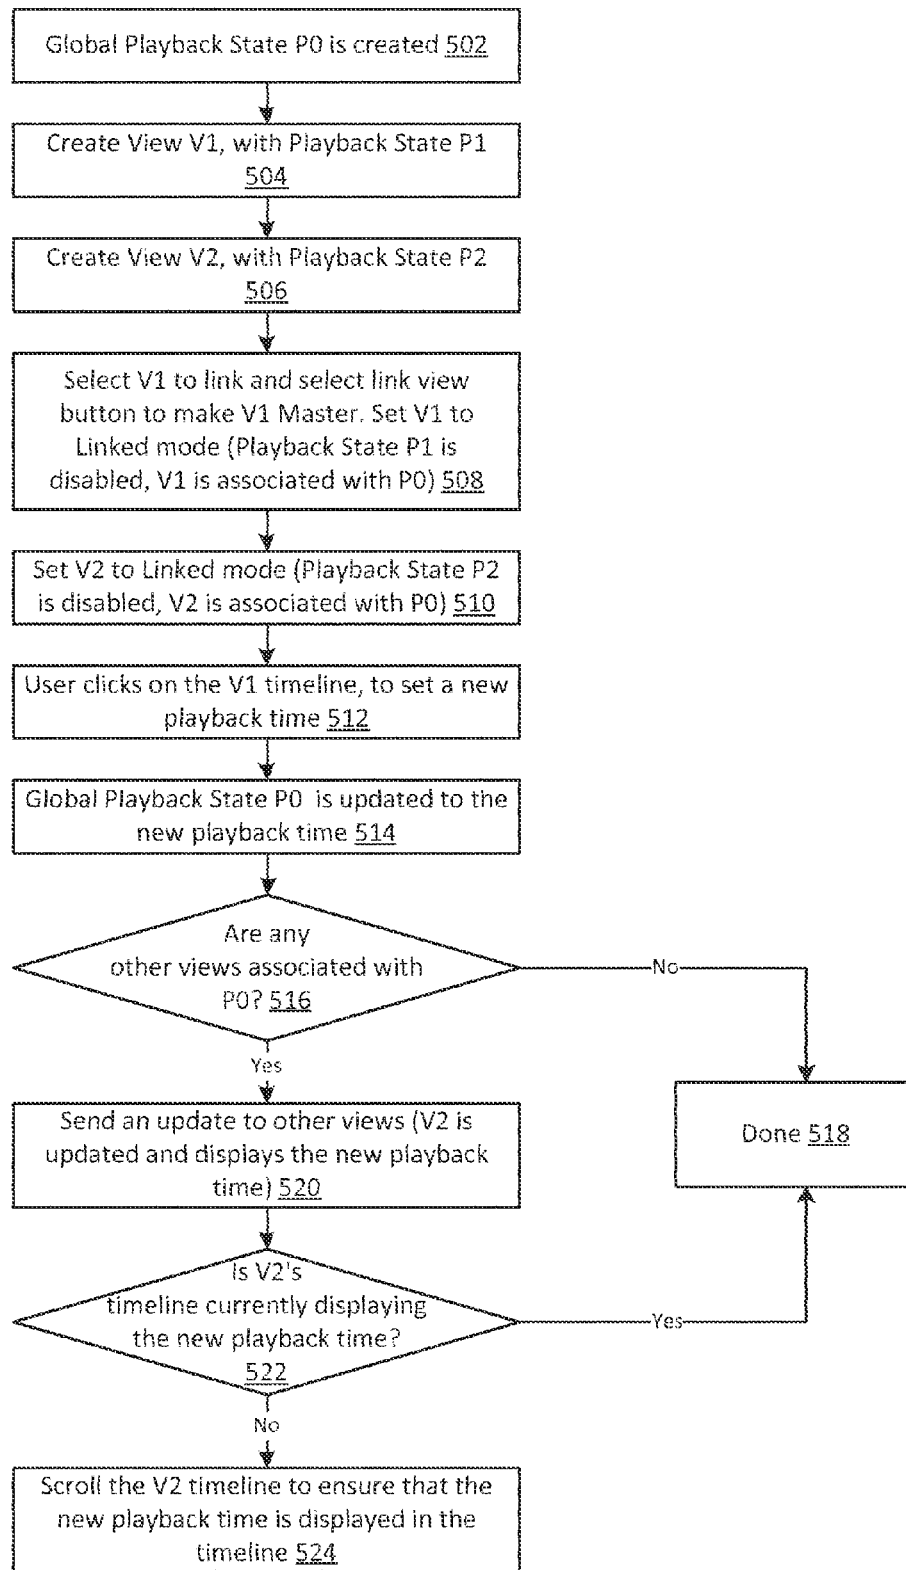 Global Playback State P0 is created 502
Create View V1, with Playback State P1
504
Create View V2, with Playback State P2
506
Select V1 to link and select link view
button to make V1 Master. Set V1 to
Linked mode (Playback State P1 is
disabled, V1 is associated with P0) 508
Set V2 to Linked mode (Playback State P2
is disabled, V2 is associated with P0) 510
User clicks on the V1 timeline, to set a new
playback time 512
Global Playback State P0 is updated to the
new playback time 514
Are any
other views associated with
P0? 516
No
Yes
Send an update to other views (V2 is
updated and displays the new playback
time) 520
Done 518
Is V2's
timeline currently displaying
the new playback time?
522
Yes
No
Scroll the V2 timeline to ensure that the
new playback time is displayed in the
timeline 524